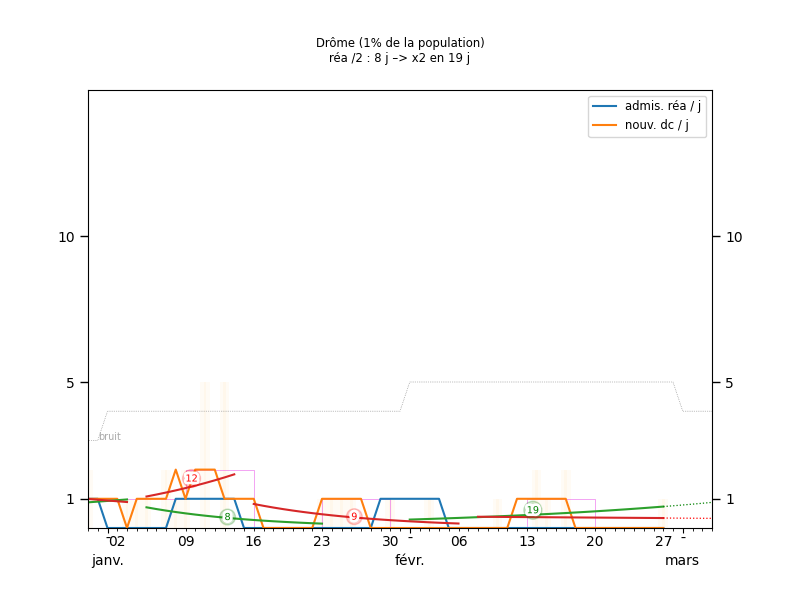 Drôme (1% de la population)
réa /2 : 8 j –> x2 en 19 j
admis. réa / j
nouv. dc / j
10
10
5
5
bruit
12
19
8
9
1
1
02
09
16
23
30
06
13
20
27
janv.
févr.
mars